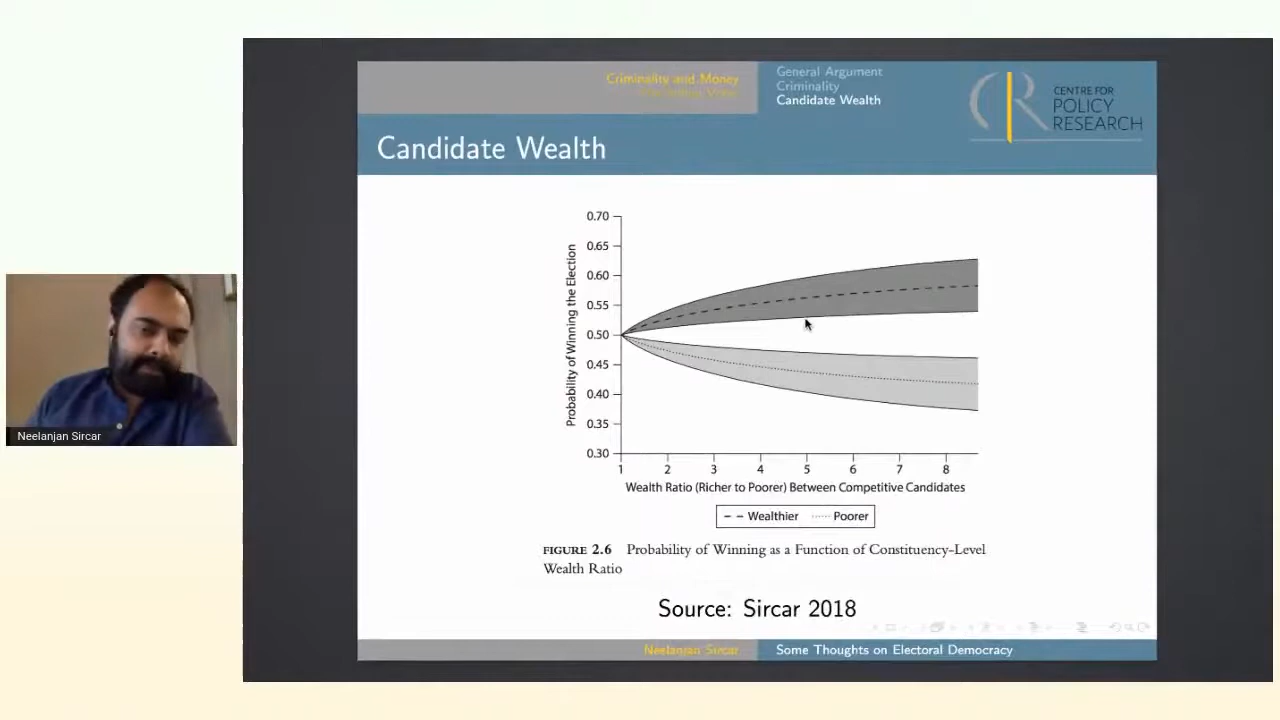 Criminality and Money
General Argument
Criminality
Candidate Wealth
CENTRE FOR
POLICY
RESEARCH
Candidate Wealth
Probability of Winning the Election
0.70
0.65
0.60
0.55
0.50
0.45
0.40
0.35
0.30
1 2 3 4 5 6 7 8
Wealth Ratio (Richer to Poorer) Between Competitive Candidates
Wealthier Poorer
FIGURE 2.6 Probability of Winning as a Function of Constituency-Level
Wealth Ratio
Source: Sircar 2018
Neelanjan Sircar
Some Thoughts on Electoral Democracy
Neelanjan Sircar